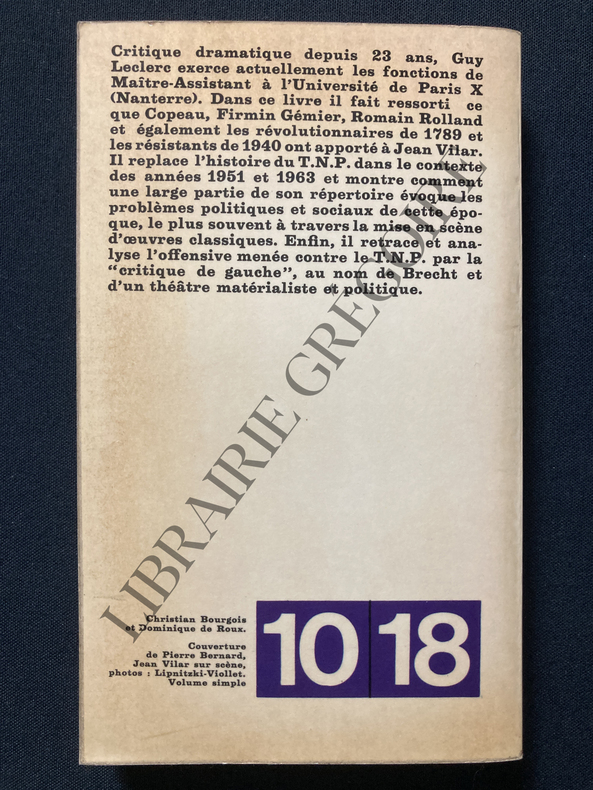 Critique dramatique depuis 23 ans, Guy
Leclerc exerce actuellement les fonctions de
Maître-Assistant à l'Université de Paris X
(Nanterre). Dans ce livre il fait ressorti ce
que Copeau, Firmin Gémier, Romain Rolland
et également les révolutionnaires de 1789 et
les résistants de 1940 ont apporté à Jean Vilar.
Il replace l'histoire du T.N.P. dans le contexte
des années 1951 et 1963 et montre comment
une large partie de son répertoire évoque les
problèmes politiques et sociaux de cette épo-
que, le plus souvent à travers la mise en scène
d'œuvres classiques. Enfin, il retrace et ana-
lyse l'offensive menée contre le T.N.P. par la
"critique de gauche", au nom de Brecht et
d'un théâtre matérialiste et politique.
LIBRAIRIE GRÉGOIRE
Christian Bourgois
et Dominique de Roux.
Couverture
de Pierre Bernard,
Jean Vilar sur scène,
photos : Lipnitzki-Viollet.
Volume simple
10 18